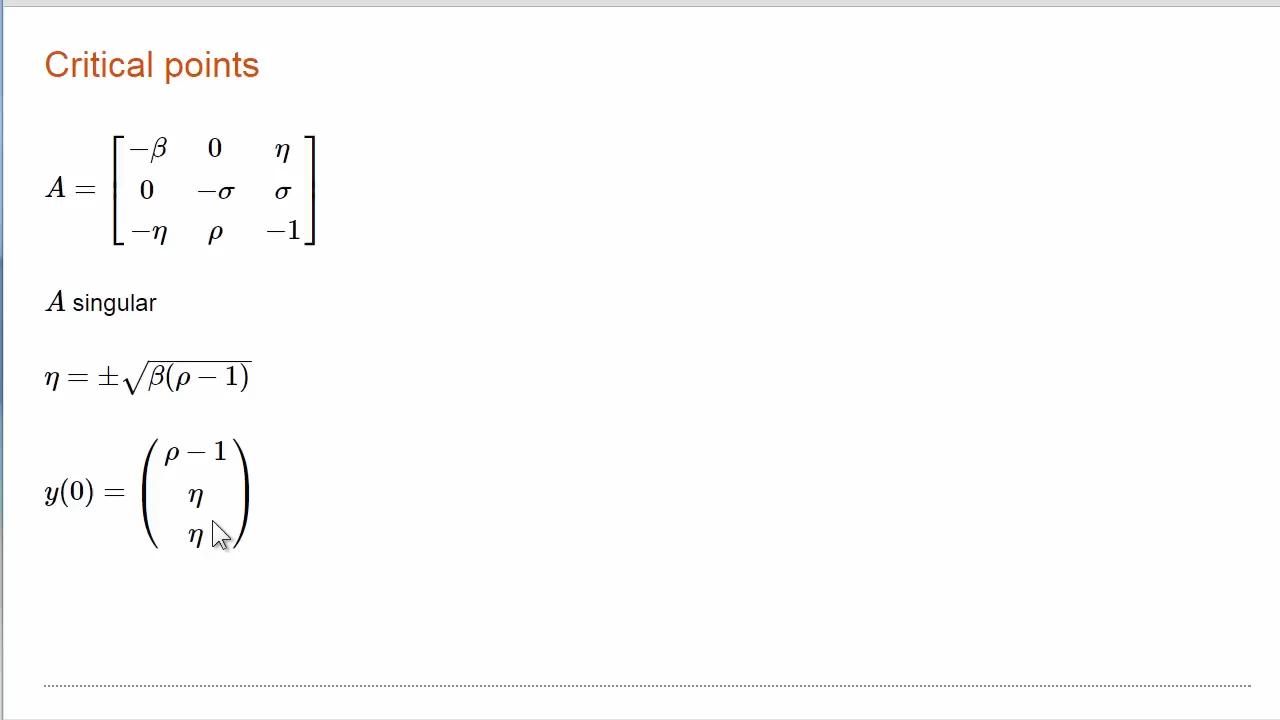 Critical points
A = [ −β 0 η
0 −σ σ
−η ρ −1 ]
A singular
η = ±√β(ρ − 1)
y(0) = ( ρ − 1
η
η )